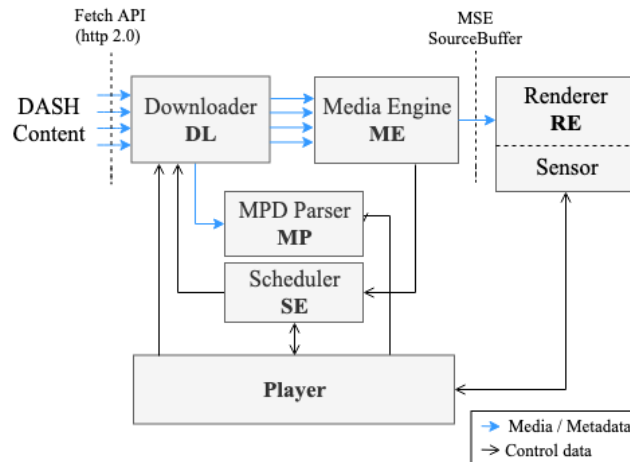 Fetch API
(http 2.0)
MSE
SourceBuffer
DASH
Content
Downloader
DL
Media Engine
ME
Renderer
RE
Sensor
MPD Parser
MP
Scheduler
SE
Player
Media / Metadata
Control data